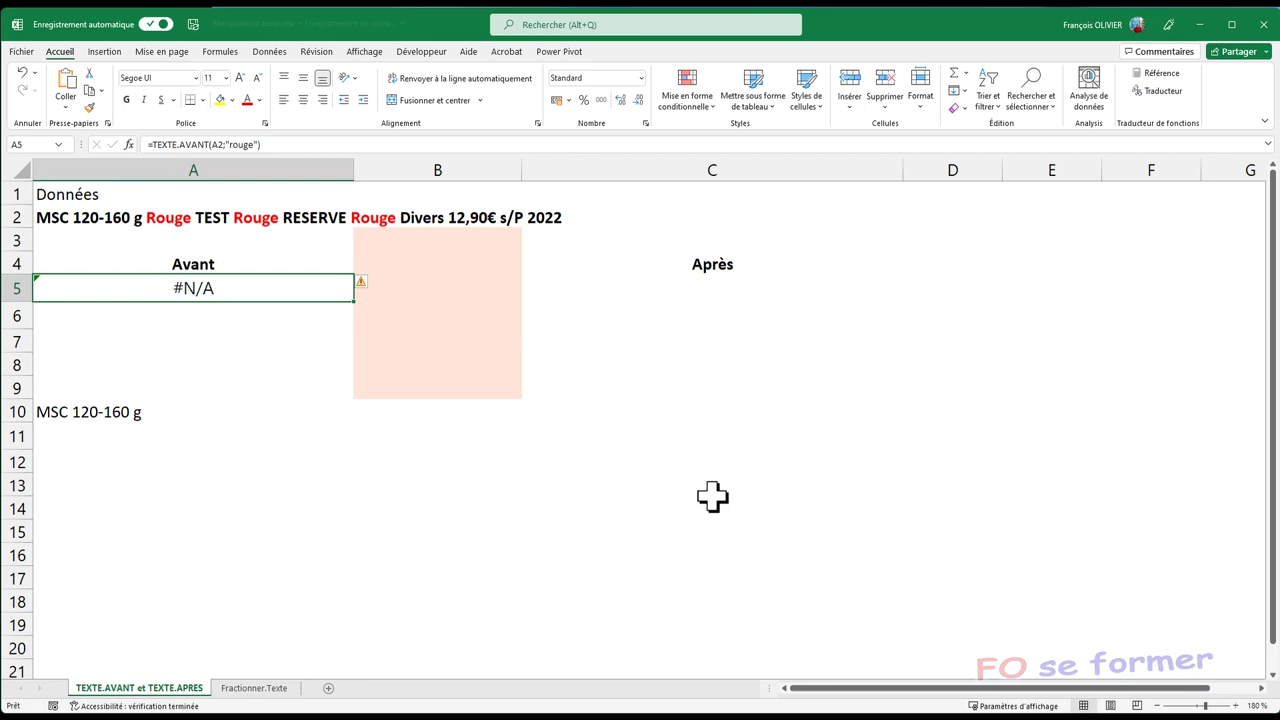 Enregistrement automatique
Rechercher (Alt+Q)
François OLIVIER
Fichier Accueil Insertion Mise en page Formules Données Révision Affichage Développeur Aide Acrobat Power Pivot
Commentaires
Partager
Coller
Segoe UI 11
G I S
Renvoyer à la ligne automatiquement
Fusionner et centrer
Standard
Mise en forme conditionnelle
Mettre sous forme de tableau
Styles de cellules
Insérer
Supprimer
Format
Trier et filtrer
Rechercher et sélectionner
Analyse de données
Référence
Traducteur
Annuler Presse-papiers Police Alignement Nombre Styles Cellules Édition Analysis Traducteur de fonctions
A5 fx =TEXTE.AVANT(A2;"rouge")
A B C D E F G
1 Données
2 MSC 120-160 g Rouge TEST Rouge RESERVE Rouge Divers 12,90€ s/P 2022
3
4 Avant Après
5 #N/A
6
7
8
9
10 MSC 120-160 g
11
12
13
14
15
16
17
18
19
20
21
FO se former
TEXTE.AVANT et TEXTE.APRES Fractionner.Texte
Prêt Accessibilité : vérification terminée Paramètres d'affichage 180 %